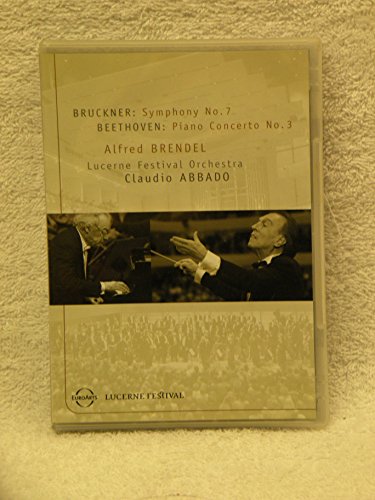 BRUCKNER: Symphony No.7
BEETHOVEN: Piano Concerto No.3
Alfred BRENDEL
Lucerne Festival Orchestra
Claudio ABBADO
EUROARTS
LUCERNE FESTIVAL